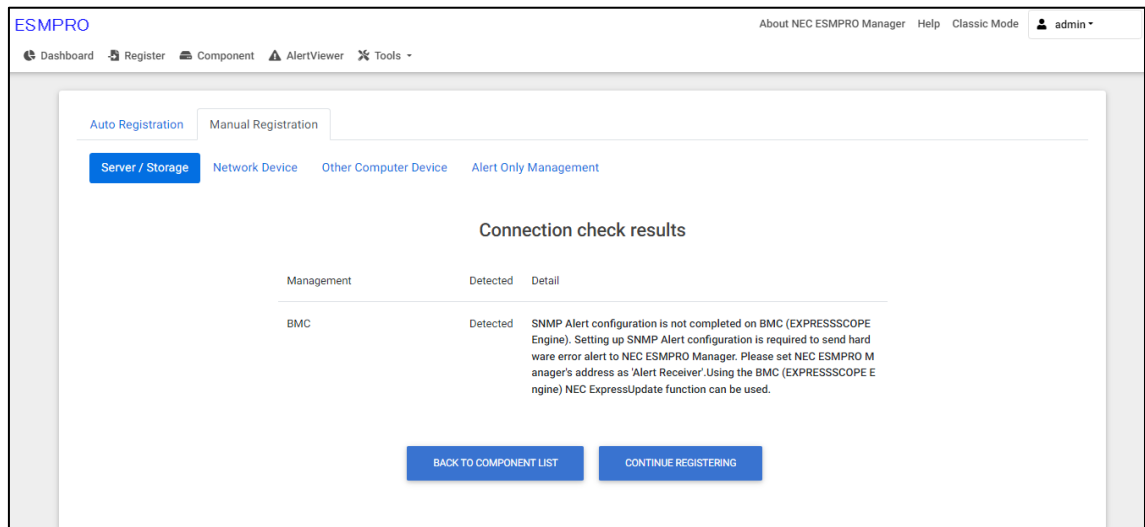 ESMPRO
About NEC ESMPRO Manager Help Classic Mode admin
Dashboard Register Component AlertViewer Tools
Auto Registration Manual Registration
Server / Storage Network Device Other Computer Device Alert Only Management
Connection check results
Management Detected Detail
BMC Detected SNMP Alert configuration is not completed on BMC (EXPRESSSCOPE
Engine). Setting up SNMP Alert configuration is required to send hard
ware error alert to NEC ESMPRO Manager. Please set NEC ESMPRO M
anager's address as 'Alert Receiver'.Using the BMC (EXPRESSSCOPE E
ngine) NEC ExpressUpdate function can be used.
BACK TO COMPONENT LIST CONTINUE REGISTERING